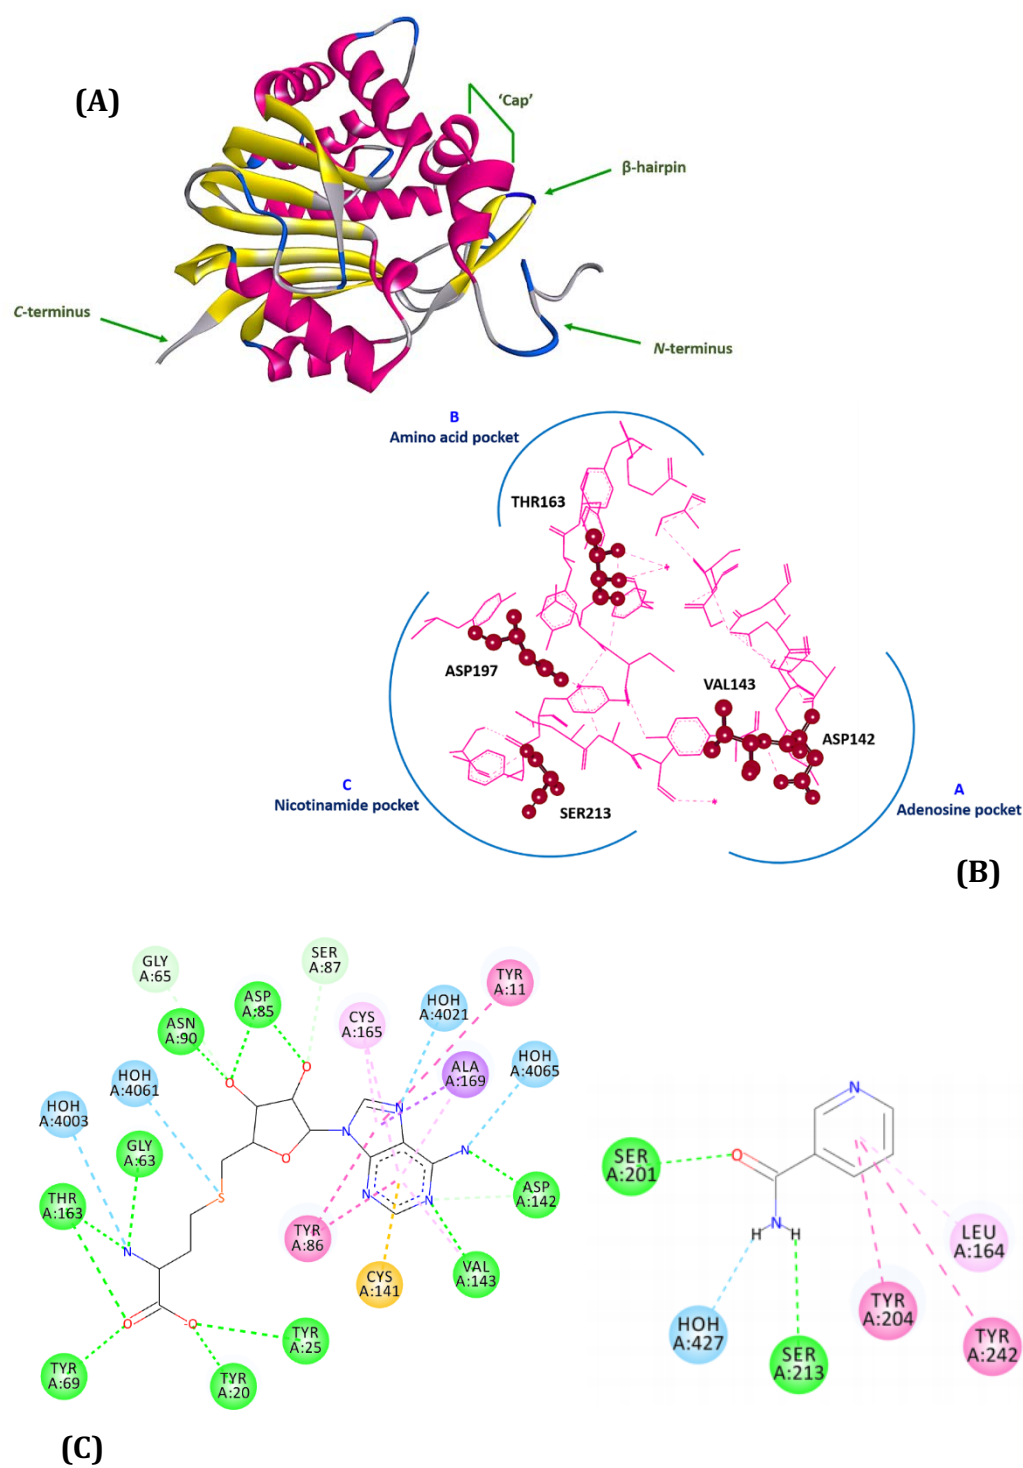 (A)
‘Cap’
β-hairpin
C-terminus
N-terminus
B
Amino acid pocket
THR163
ASP197
VAL143
ASP142
C
Nicotinamide pocket
SER213
A
Adenosine pocket
(B)
GLY
A:65
SER
A:87
ASP
A:85
TYR
A:11
ASN
A:90
CYS
A:165
HOH
A:4021
HOH
A:4061
ALA
A:169
HOH
A:4065
HOH
A:4003
GLY
A:63
THR
A:163
N
N
N
N
N
N
O
O
O
O
O
S
ASP
A:142
TYR
A:86
CYS
A:141
VAL
A:143
TYR
A:25
TYR
A:69
TYR
A:20
N
SER
A:201
O
N
H
H
LEU
A:164
TYR
A:204
HOH
A:427
TYR
A:242
SER
A:213
(C)